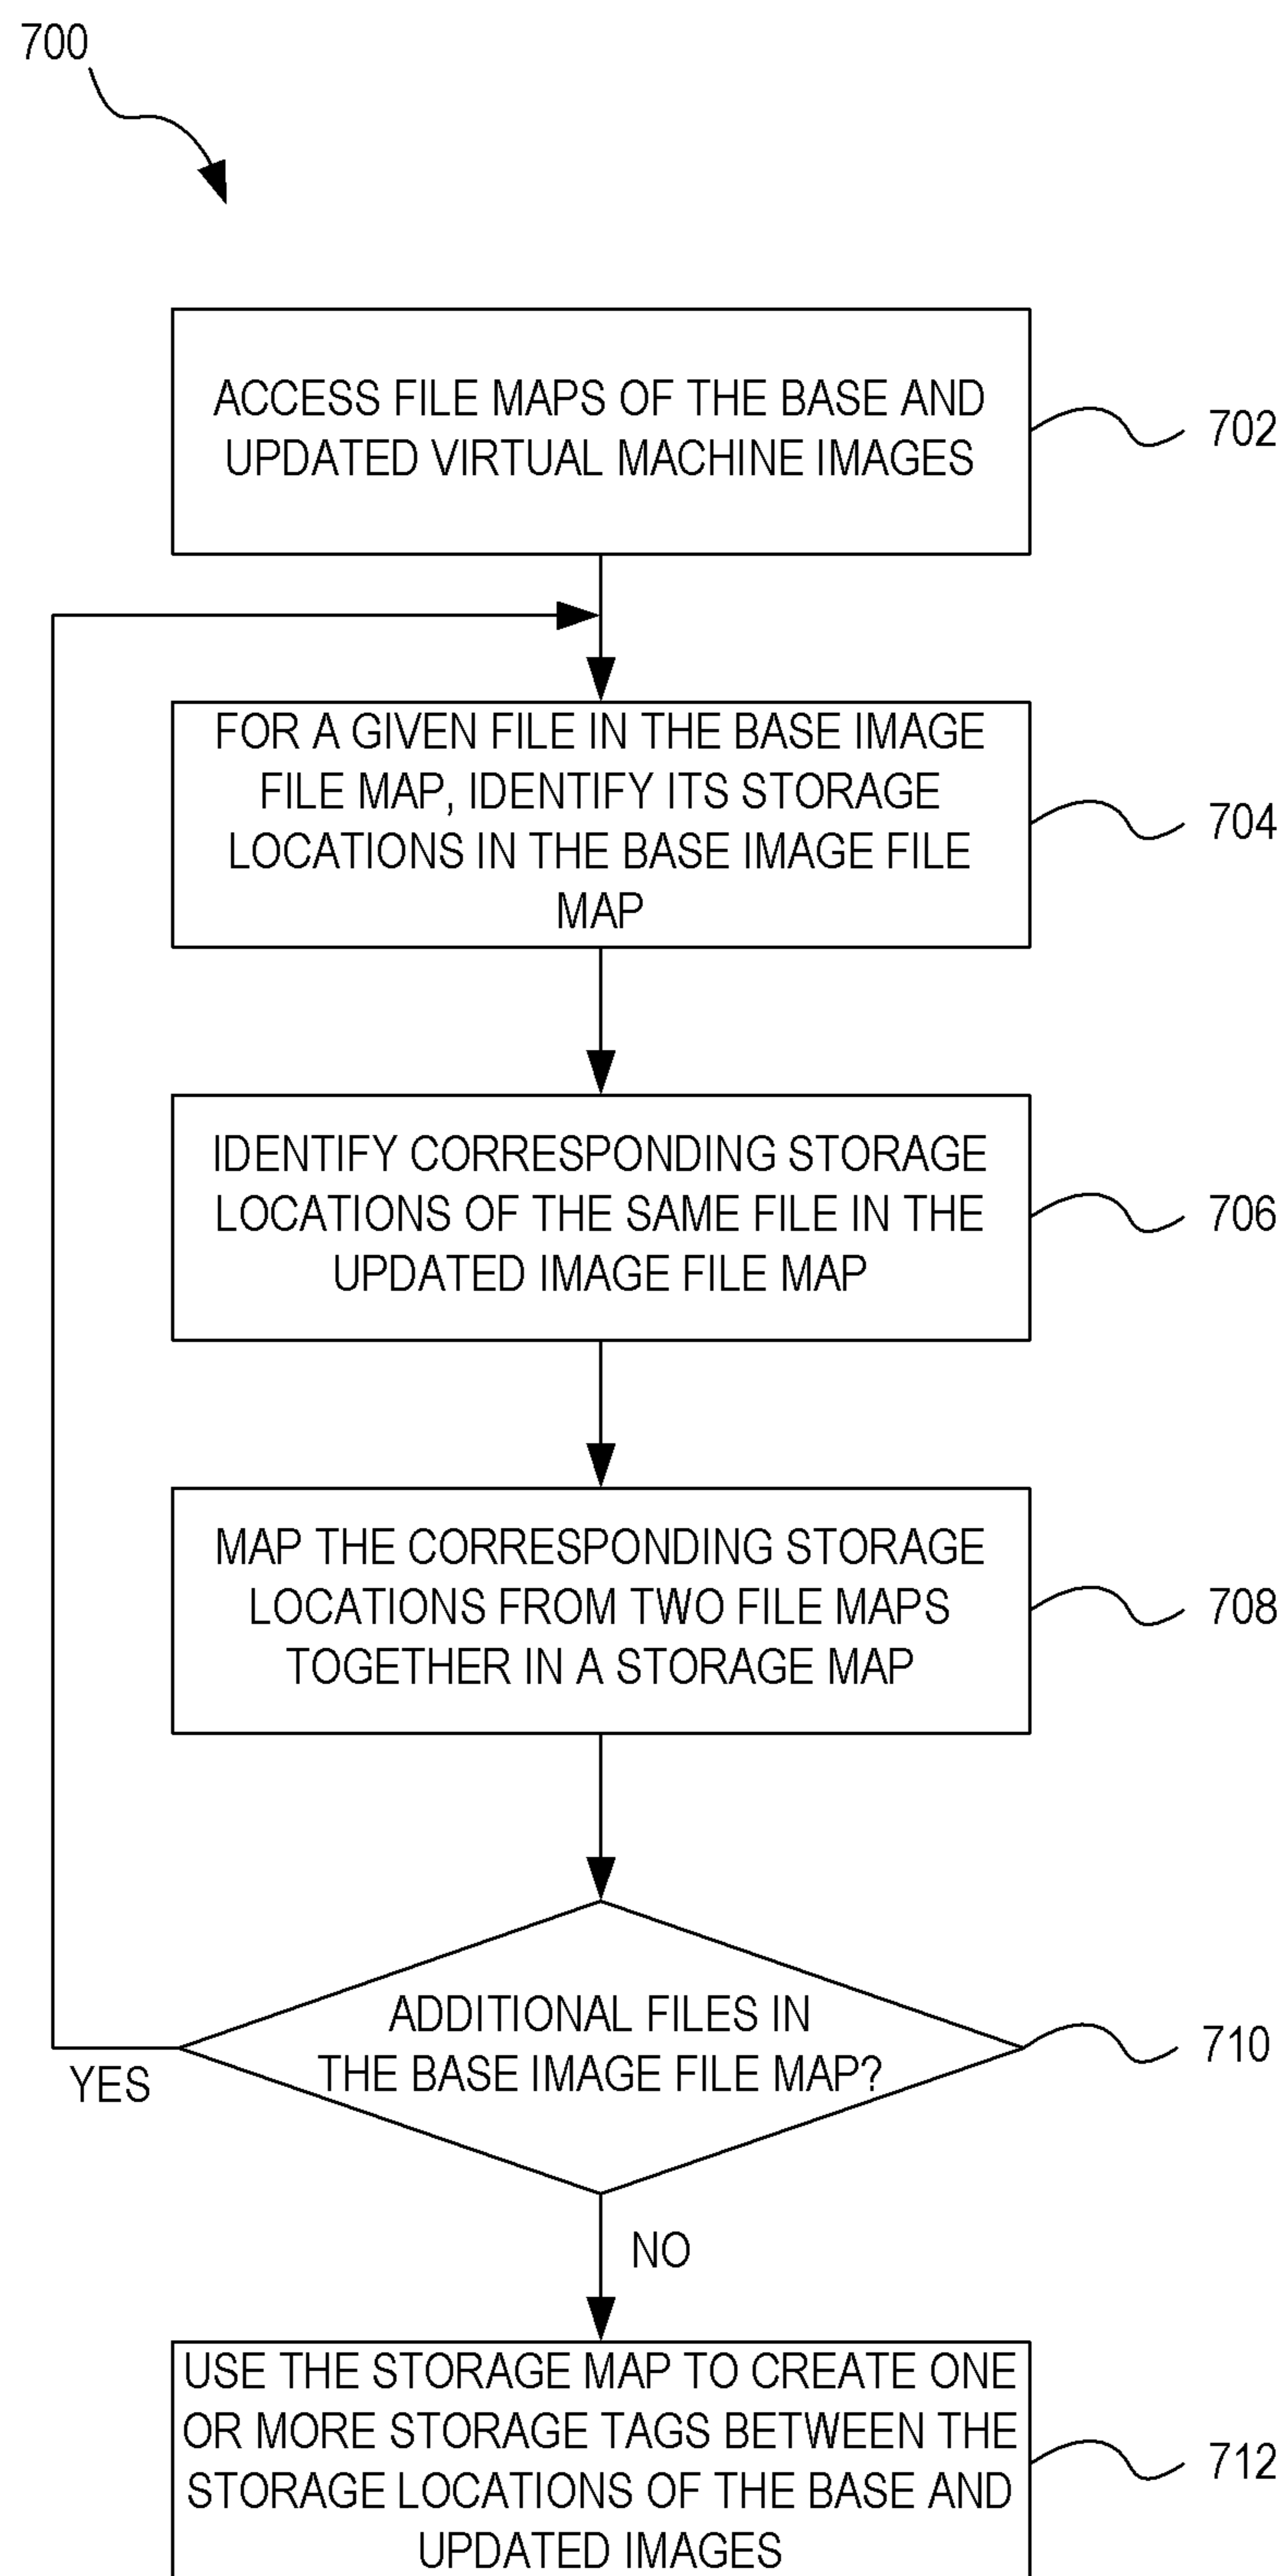 700
ACCESS FILE MAPS OF THE BASE AND
UPDATED VIRTUAL MACHINE IMAGES
702
FOR A GIVEN FILE IN THE BASE IMAGE
FILE MAP, IDENTIFY ITS STORAGE
LOCATIONS IN THE BASE IMAGE FILE
MAP
704
IDENTIFY CORRESPONDING STORAGE
LOCATIONS OF THE SAME FILE IN THE
UPDATED IMAGE FILE MAP
706
MAP THE CORRESPONDING STORAGE
LOCATIONS FROM TWO FILE MAPS
TOGETHER IN A STORAGE MAP
708
ADDITIONAL FILES IN
THE BASE IMAGE FILE MAP?
710
YES
NO
USE THE STORAGE MAP TO CREATE ONE
OR MORE STORAGE TAGS BETWEEN THE
STORAGE LOCATIONS OF THE BASE AND
UPDATED IMAGES
712